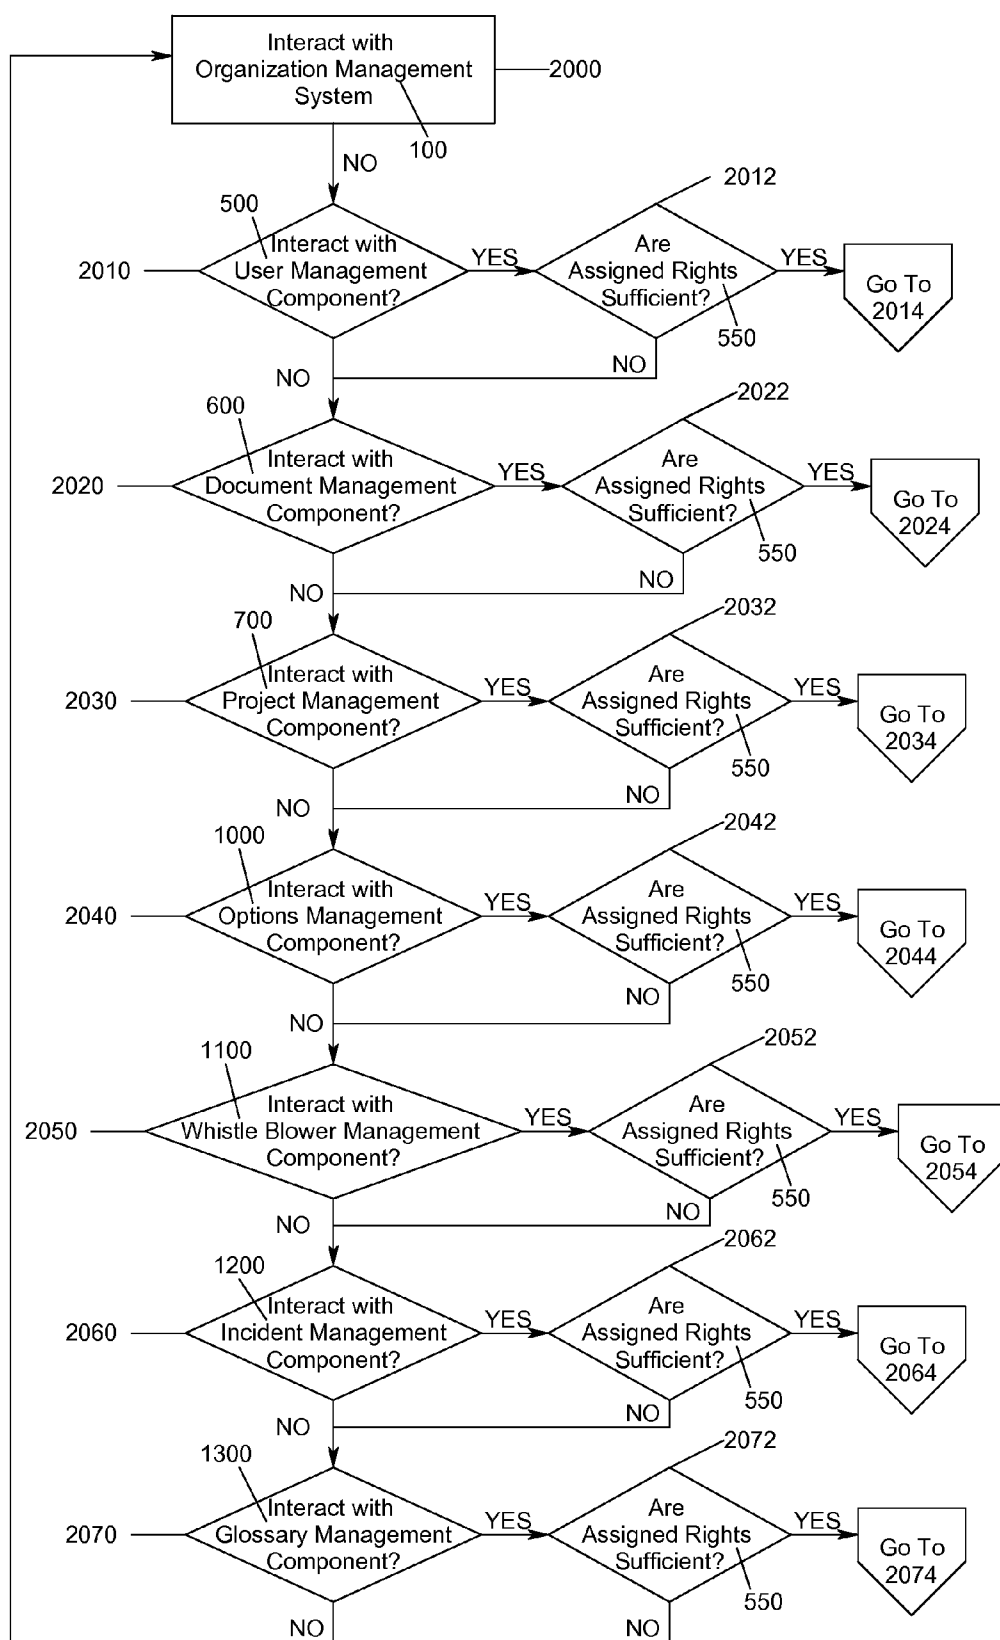 Interact with
Organization Management
System
2000
100
NO
2012
500
2010
Interact with
User Management
Component?
YES
Are
Assigned Rights
Sufficient?
YES
Go To
2014
550
NO
NO
600
2022
2020
Interact with
Document Management
Component?
YES
Are
Assigned Rights
Sufficient?
YES
Go To
2024
550
NO
NO
700
2032
2030
Interact with
Project Management
Component?
YES
Are
Assigned Rights
Sufficient?
YES
Go To
2034
550
NO
NO
1000
2042
2040
Interact with
Options Management
Component?
YES
Are
Assigned Rights
Sufficient?
YES
Go To
2044
550
NO
NO
1100
2052
2050
Interact with
Whistle Blower Management
Component?
YES
Are
Assigned Rights
Sufficient?
YES
Go To
2054
550
NO
NO
1200
2062
2060
Interact with
Incident Management
Component?
YES
Are
Assigned Rights
Sufficient?
YES
Go To
2064
550
NO
NO
1300
2072
2070
Interact with
Glossary Management
Component?
YES
Are
Assigned Rights
Sufficient?
YES
Go To
2074
550
NO
NO